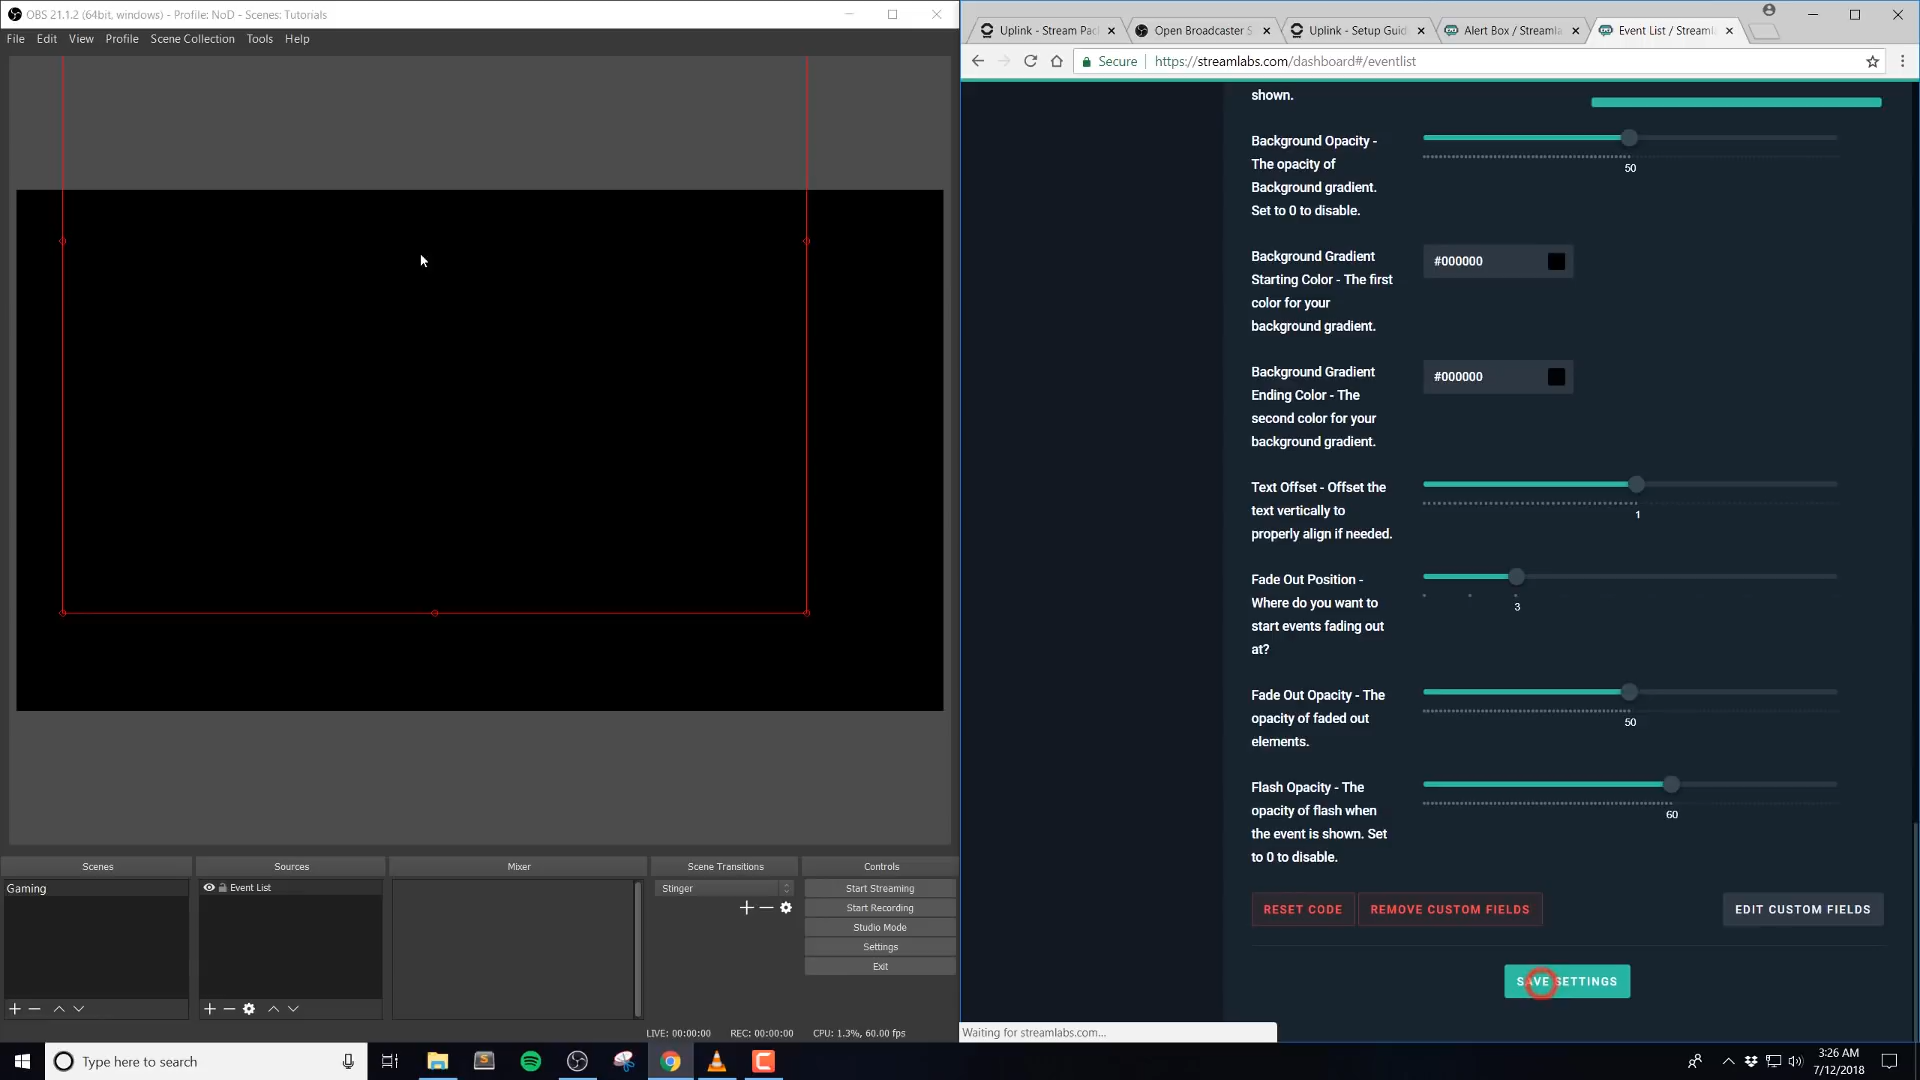 OBS 21.1.2 (64bit, windows) - Profile: NoD - Scenes: Tutorials
File Edit View Profile Scene Collection Tools Help
Uplink - Stream Pac
Open Broadcaster S
Uplink - Setup Guid
Alert Box / Streamla
Event List / Streaml
Secure https://streamlabs.com/dashboard#/eventlist
shown.
Background Opacity -
The opacity of
Background gradient.
Set to 0 to disable.
50
Background Gradient
Starting Color - The first
color for your
background gradient.
#000000
Background Gradient
Ending Color - The
second color for your
background gradient.
#000000
Text Offset - Offset the
text vertically to
properly align if needed.
1
Fade Out Position -
Where do you want to
start events fading out
at?
3
Fade Out Opacity - The
opacity of faded out
elements.
50
Flash Opacity - The
opacity of flash when
the event is shown. Set
to 0 to disable.
60
RESET CODE REMOVE CUSTOM FIELDS EDIT CUSTOM FIELDS
SAVE SETTINGS
Waiting for streamlabs.com...
Scenes
Gaming
Sources
Event List
Mixer
Scene Transitions
Stinger
Controls
Start Streaming
Start Recording
Studio Mode
Settings
Exit
LIVE: 00:00:00 REC: 00:00:00 CPU: 1.3%, 60.00 fps
Type here to search
3:26 AM
7/12/2018